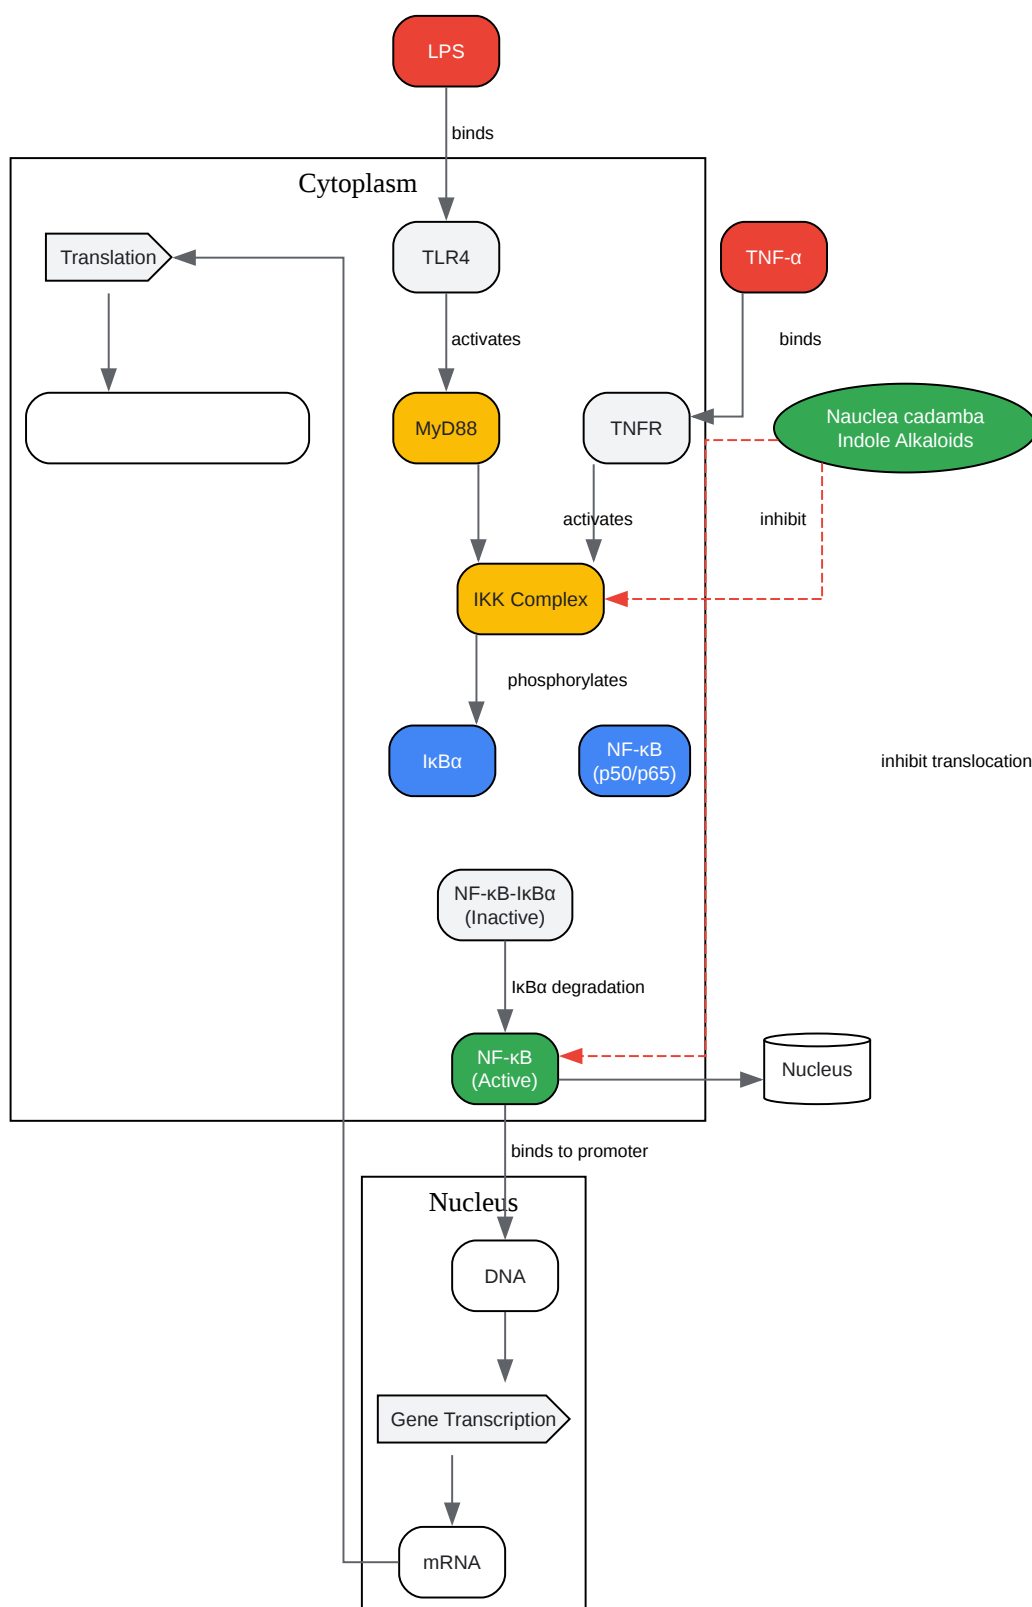 LPS
binds
Cytoplasm
Translation
TLR4
TNF-α
activates
binds
MyD88
TNFR
Nauclea cadamba
Indole Alkaloids
activates
inhibit
IKK Complex
phosphorylates
IκBα
NF-κB
(p50/p65)
inhibit translocation
NF-κB-IκBα
(Inactive)
IκBα degradation
NF-κB
(Active)
Nucleus
binds to promoter
Nucleus
DNA
Gene Transcription
mRNA